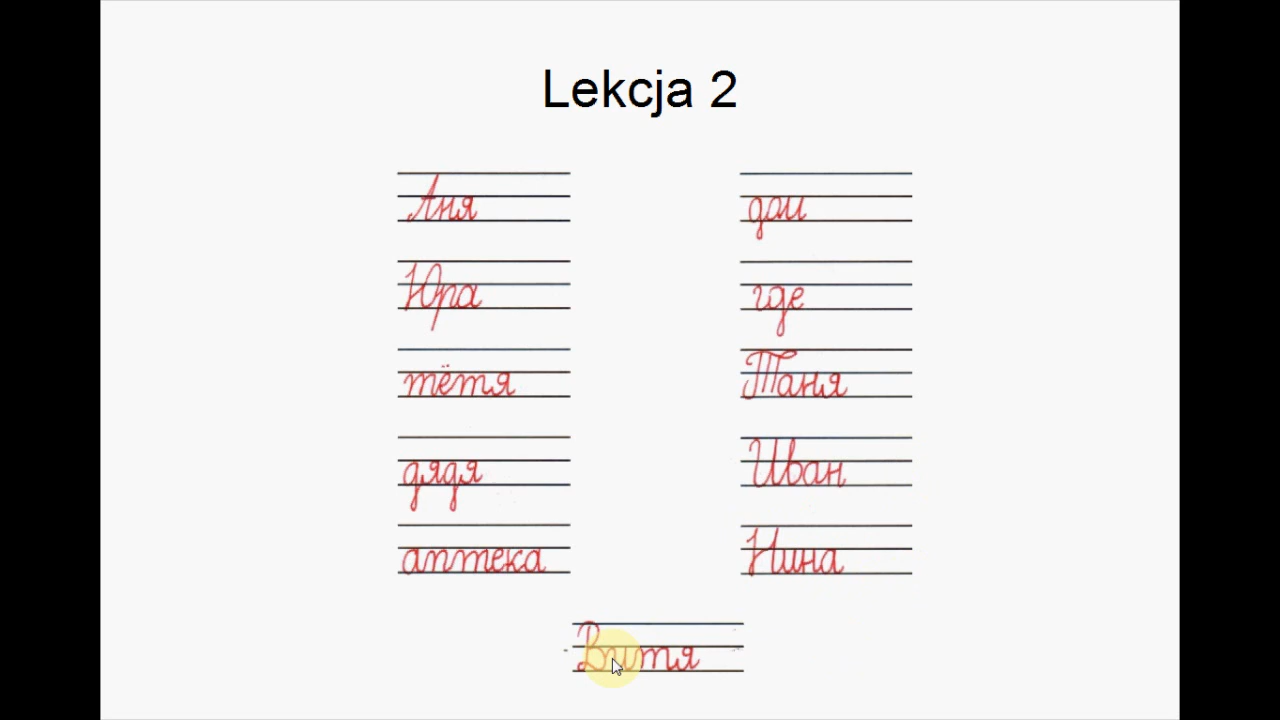 Lekcja 2
Аня
Юра
тётя
дядя
аптека
дом
где
Таня
Иван
Нина
Витя